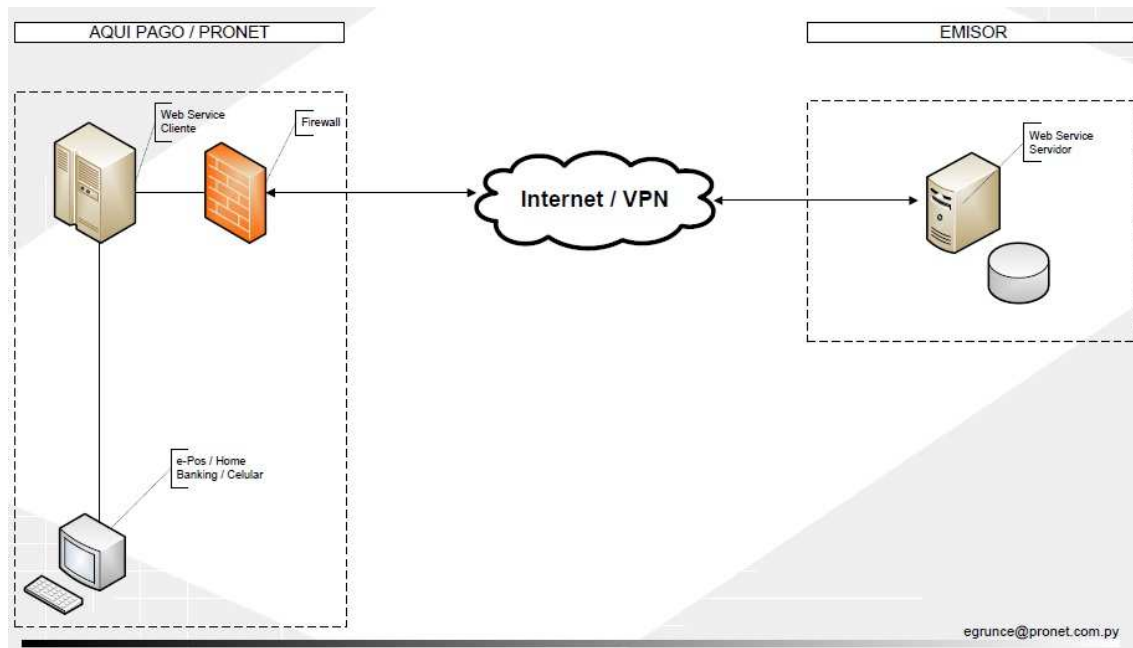 AQUI PAGO / PRONET
EMISOR
Web Service
Cliente
Firewall
Internet / VPN
Web Service
Servidor
e-Pos / Home
Banking / Celular
egrunce@pronet.com.py